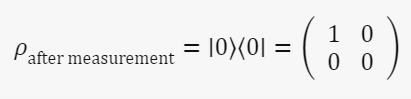 ρ_after measurement = |0⟩⟨0| = ( 1 0
0 0 )